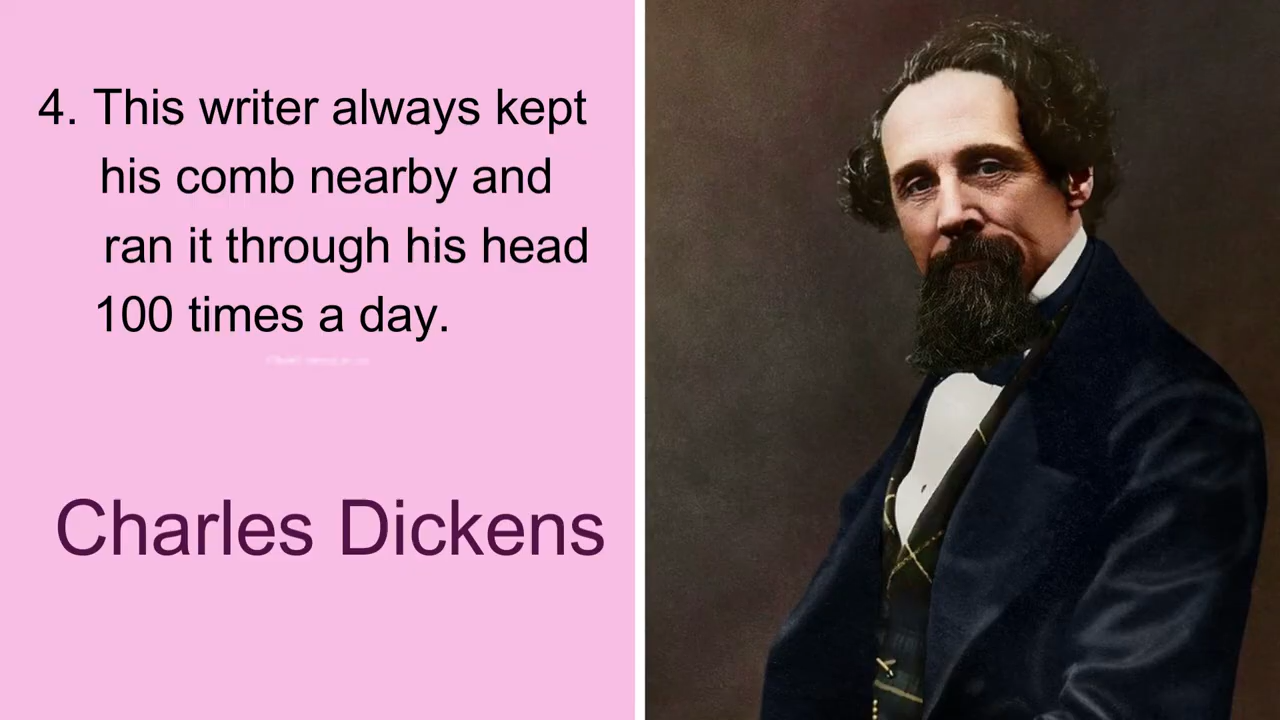 4. This writer always kept
his comb nearby and
ran it through his head
100 times a day.
Charles Dickens